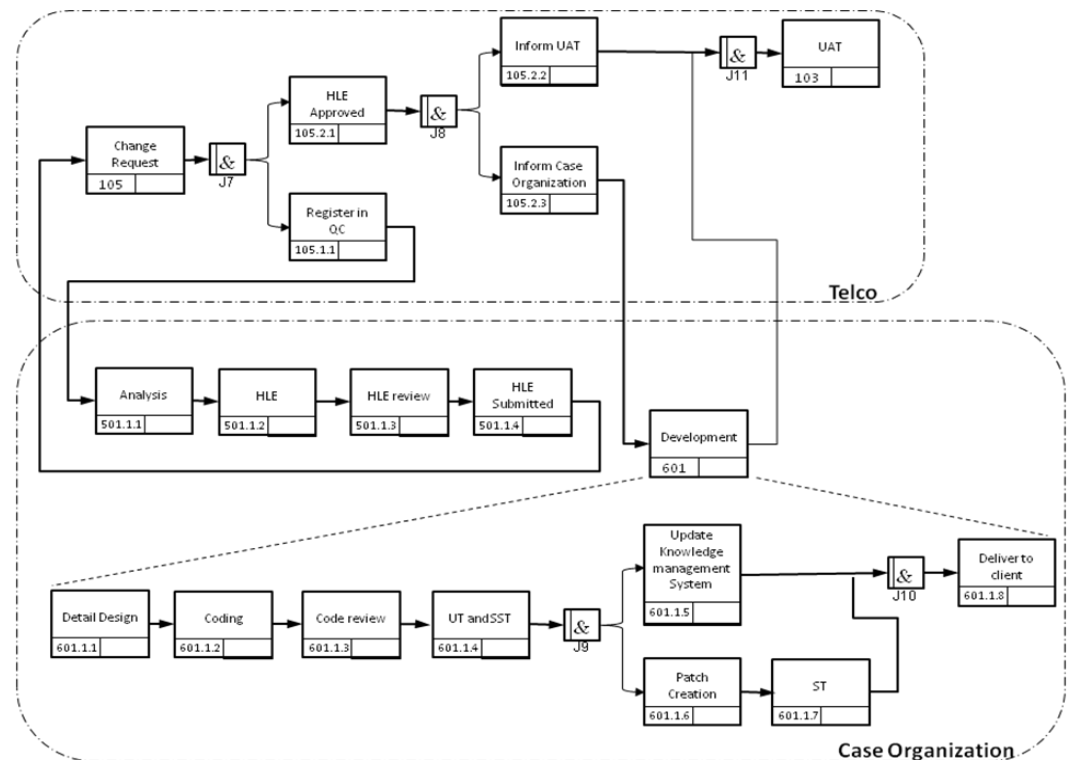 Inform UAT
105.2.2
&
J11
UAT
103
HLE
Approved
105.2.1
&
J8
Change
Request
105
&
J7
Inform Case
Organization
105.2.3
Register in
QC
105.1.1
Telco
Analysis
501.1.1
HLE
501.1.2
HLE review
501.1.3
HLE
Submitted
501.1.4
Development
601
Update
Knowledge
management
System
601.1.5
&
J10
Deliver to
client
601.1.8
Detail Design
601.1.1
Coding
601.1.2
Code review
601.1.3
UT andSST
601.1.4
&
J9
Patch
Creation
601.1.6
ST
601.1.7
Case Organization